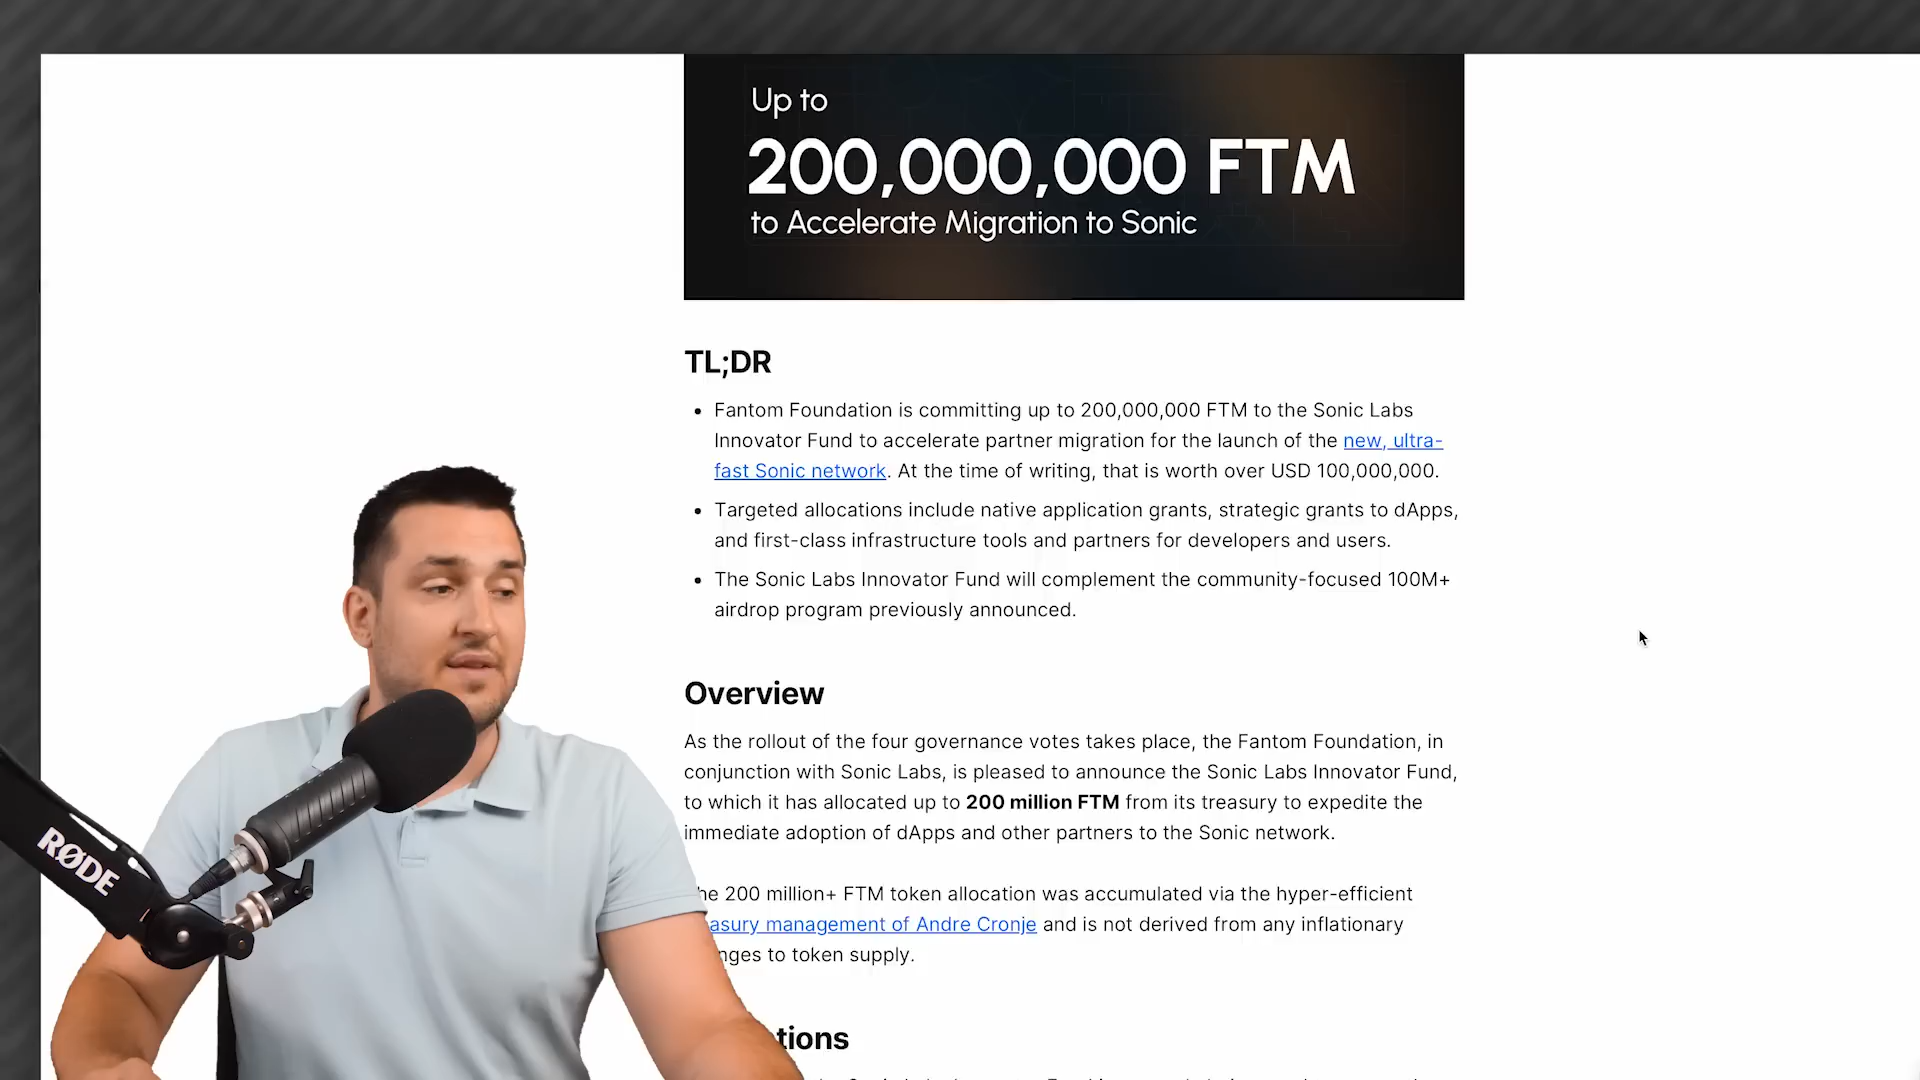 Up to
200,000,000 FTM
to Accelerate Migration to Sonic
TL;DR
• Fantom Foundation is committing up to 200,000,000 FTM to the Sonic Labs
Innovator Fund to accelerate partner migration for the launch of the new, ultra-
fast Sonic network. At the time of writing, that is worth over USD 100,000,000.
• Targeted allocations include native application grants, strategic grants to dApps,
and first-class infrastructure tools and partners for developers and users.
• The Sonic Labs Innovator Fund will complement the community-focused 100M+
airdrop program previously announced.
Overview
As the rollout of the four governance votes takes place, the Fantom Foundation, in
conjunction with Sonic Labs, is pleased to announce the Sonic Labs Innovator Fund,
to which it has allocated up to 200 million FTM from its treasury to expedite the
immediate adoption of dApps and other partners to the Sonic network.
he 200 million+ FTM token allocation was accumulated via the hyper-efficient
asury management of Andre Cronje and is not derived from any inflationary
nges to token supply.
tions
RØDE